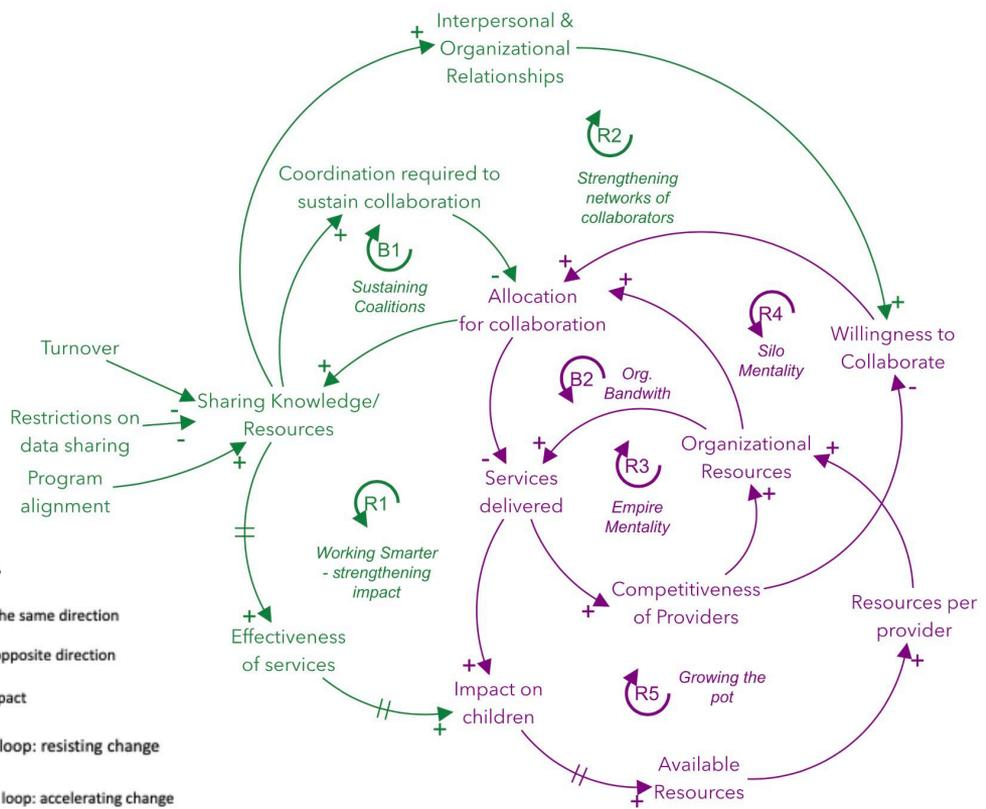 Interpersonal &
Organizational
Relationships
+
R2
Strengthening
networks of
collaborators
Coordination required to
sustain collaboration
+
B1
Sustaining
Coalitions
-
+
+
Allocation
for collaboration
R4
Silo
Mentality
+
Willingness to
Collaborate
-
Turnover
-
Restrictions on
data sharing
-
Program
alignment
+
+
Sharing Knowledge/
Resources
B2
Org.
Bandwith
+
-
Services
delivered
R3
Empire
Mentality
Organizational
Resources
+
+
R1
Working Smarter
- strengthening
impact
+
Competitiveness
of Providers
Resources per
provider
+
he same direction
opposite direction
pact
loop: resisting change
loop: accelerating change
+
Effectiveness
of services
+
+
Impact on
children
R5
Growing the
pot
+
Available
Resources